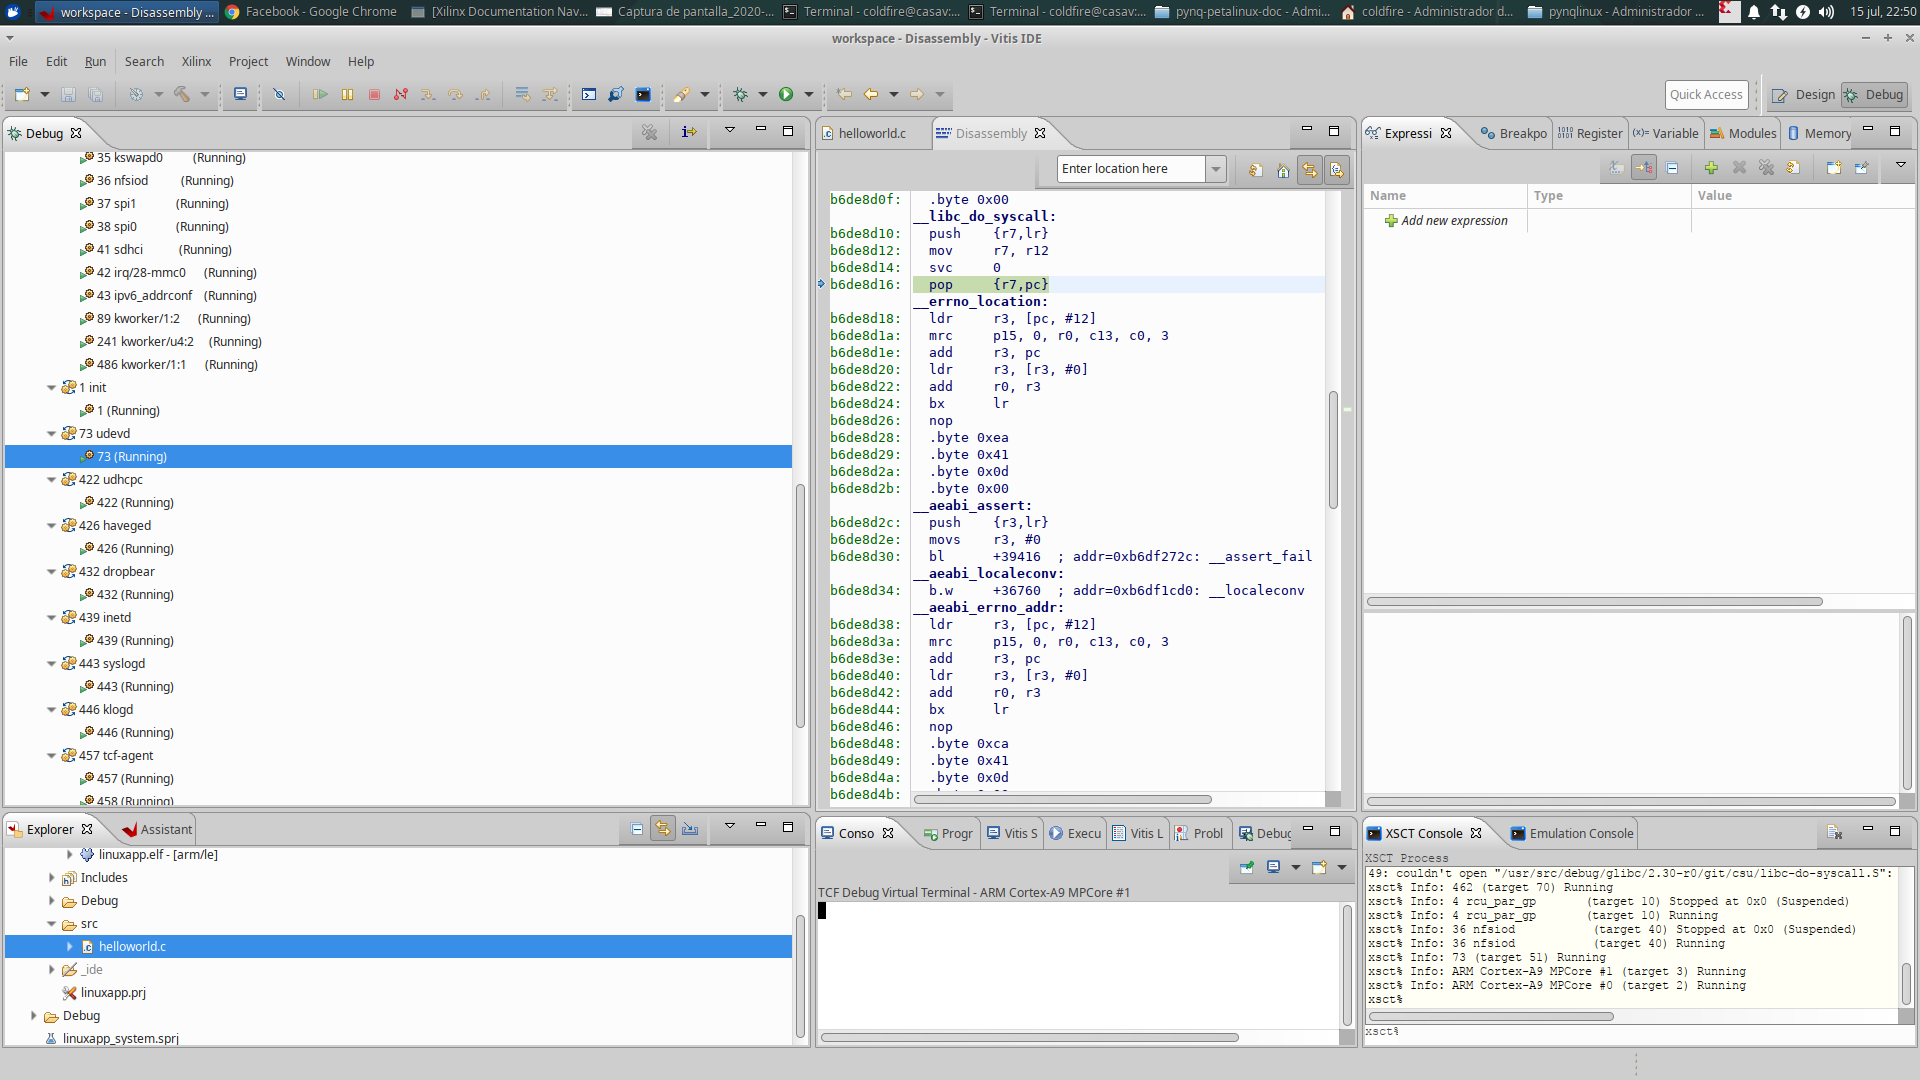 workspace - Disassembly ...
Facebook - Google Chrome
[Xilinx Documentation Nav...
Captura de pantalla_2020-...
Terminal - coldfire@casav:...
Terminal - coldfire@casav:...
pynq-petalinux-doc - Admi...
coldfire - Administrador d...
pynqlinux - Administrador ...
15 jul, 22:50
workspace - Disassembly - Vitis IDE
File Edit Run Search Xilinx Project Window Help
Quick Access
Design
Debug
Debug
35 kswapd0 (Running)
36 nfsiod (Running)
37 spi1 (Running)
38 spi0 (Running)
41 sdhci (Running)
42 irq/28-mmc0 (Running)
43 ipv6_addrconf (Running)
89 kworker/1:2 (Running)
241 kworker/u4:2 (Running)
486 kworker/1:1 (Running)
1 init
1 (Running)
73 udevd
73 (Running)
422 udhcpc
422 (Running)
426 haveged
426 (Running)
432 dropbear
432 (Running)
439 inetd
439 (Running)
443 syslogd
443 (Running)
446 klogd
446 (Running)
457 tcf-agent
457 (Running)
458 (Running)
helloworld.c
Disassembly
Enter location here
b6de8d0f: .byte 0x00
__libc_do_syscall:
b6de8d10: push {r7,lr}
b6de8d12: mov r7, r12
b6de8d14: svc 0
b6de8d16: pop {r7,pc}
__errno_location:
b6de8d18: ldr r3, [pc, #12]
b6de8d1a: mrc p15, 0, r0, c13, c0, 3
b6de8d1e: add r3, pc
b6de8d20: ldr r3, [r3, #0]
b6de8d22: add r0, r3
b6de8d24: bx lr
b6de8d26: nop
b6de8d28: .byte 0xea
b6de8d29: .byte 0x41
b6de8d2a: .byte 0x0d
b6de8d2b: .byte 0x00
__aeabi_assert:
b6de8d2c: push {r3,lr}
b6de8d2e: movs r3, #0
b6de8d30: bl +39416 ; addr=0xb6df272c: __assert_fail
__aeabi_localeconv:
b6de8d34: b.w +36760 ; addr=0xb6df1cd0: __localeconv
__aeabi_errno_addr:
b6de8d38: ldr r3, [pc, #12]
b6de8d3a: mrc p15, 0, r0, c13, c0, 3
b6de8d3e: add r3, pc
b6de8d40: ldr r3, [r3, #0]
b6de8d42: add r0, r3
b6de8d44: bx lr
b6de8d46: nop
b6de8d48: .byte 0xca
b6de8d49: .byte 0x41
b6de8d4a: .byte 0x0d
b6de8d4b:
Expressi
Breakpo
Register
Variable
Modules
Memory
Name Type Value
Add new expression
Explorer
Assistant
linuxapp.elf - [arm/le]
Includes
Debug
src
helloworld.c
_ide
linuxapp.prj
Debug
linuxapp_system.sprj
Conso
Progr
Vitis S
Execu
Vitis L
Probl
Debug
TCF Debug Virtual Terminal - ARM Cortex-A9 MPCore #1
XSCT Console
Emulation Console
XSCT Process
49: couldn't open "/usr/src/debug/glibc/2.30-r0/git/csu/libc-do-syscall.S":
xsct% Info: 462 (target 70) Running
xsct% Info: 4 rcu_par_gp (target 10) Stopped at 0x0 (Suspended)
xsct% Info: 4 rcu_par_gp (target 10) Running
xsct% Info: 36 nfsiod (target 40) Stopped at 0x0 (Suspended)
xsct% Info: 36 nfsiod (target 40) Running
xsct% Info: 73 (target 51) Running
xsct% Info: ARM Cortex-A9 MPCore #1 (target 3) Running
xsct% Info: ARM Cortex-A9 MPCore #0 (target 2) Running
xsct%
xsct%